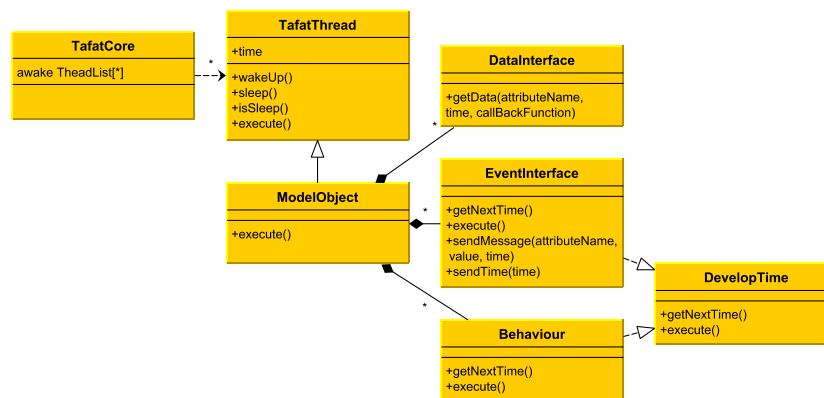 TafatCore
awake TheadList[*]
*
TafatThread
+time
+wakeUp()
+sleep()
+isSleep()
+execute()
DataInterface
+getData(attributeName,
time, callBackFunction)
*
ModelObject
+execute()
*
EventInterface
+getNextTime()
+execute()
+sendMessage(attributeName,
value, time)
+sendTime(time)
*
Behaviour
+getNextTime()
+execute()
DevelopTime
+getNextTime()
+execute()